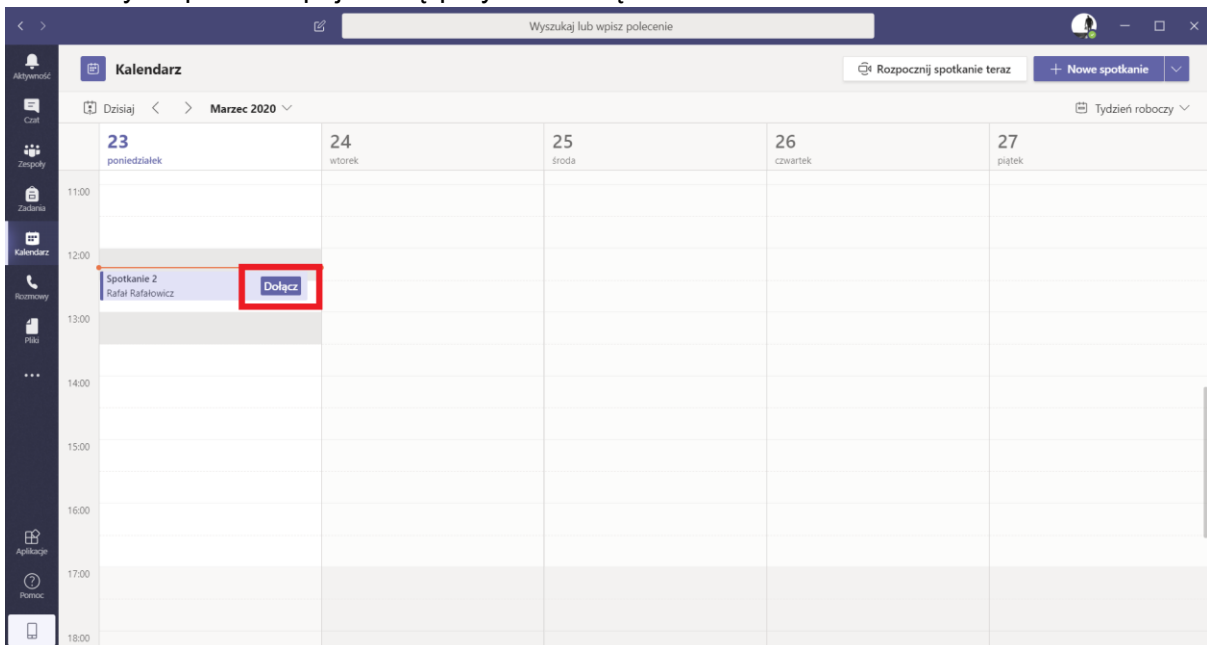 Wyszukaj lub wpisz polecenie
Aktywność
Kalendarz
Rozpocznij spotkanie teraz
+ Nowe spotkanie
Czat
Dzisiaj
Marzec 2020
Tydzień roboczy
Zespoły
23
poniedziałek
24
wtorek
25
środa
26
czwartek
27
piątek
Zadania
11:00
Kalendarz
12:00
Spotkanie 2
Rafał Rafałowicz
Dołącz
Rozmowy
13:00
Pliki
14:00
15:00
16:00
Aplikacje
17:00
Pomoc
18:00